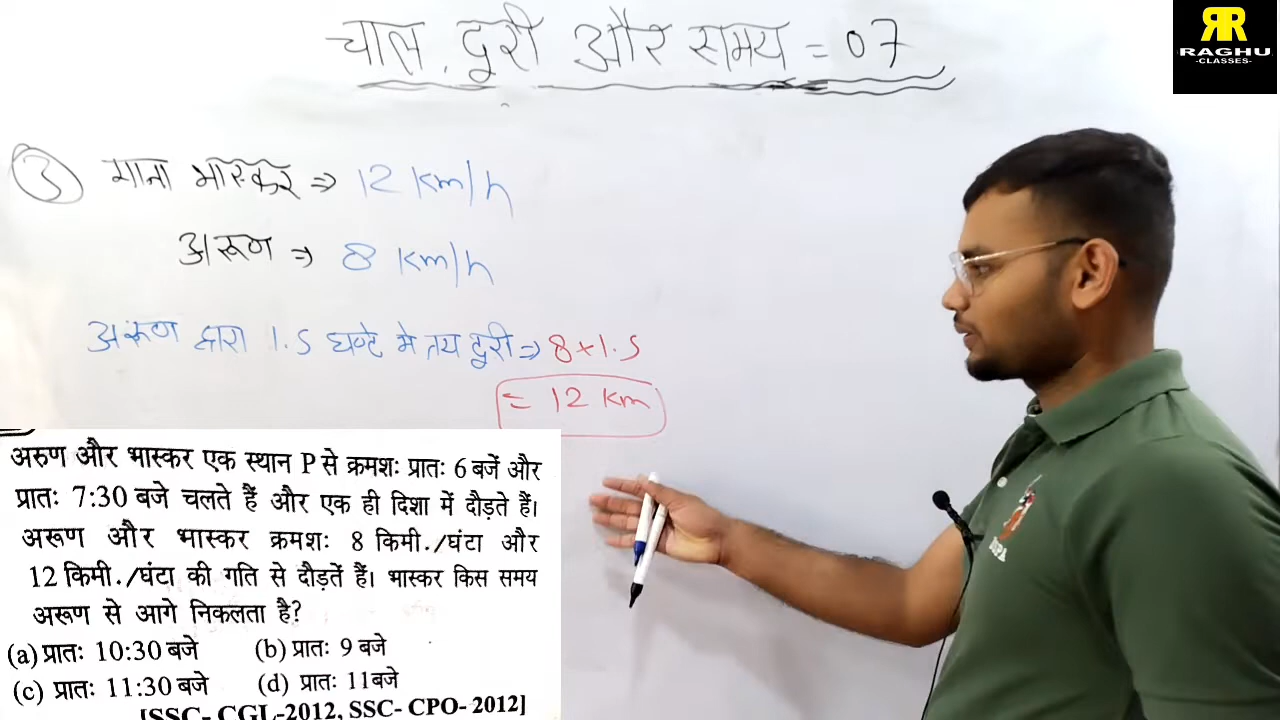 चाल, दूरी और समय = 07
RR
RAGHU
-CLASSES-
3 माना भास्कर ⇒ 12 Km/h
अरूण ⇒ 8 Km/h
अरूण द्वारा 1.5 घण्टे मे तय दूरी ⇒ 8×1.5
= 12 Km
अरुण और भास्कर एक स्थान P से क्रमशः प्रातः 6 बजें और
प्रातः 7:30 बजे चलते हैं और एक ही दिशा में दौड़ते हैं।
अरूण और भास्कर क्रमशः 8 किमी./घंटा और
12 किमी./घंटा की गति से दौड़तें हैं। भास्कर किस समय
अरूण से आगे निकलता है?
(a) प्रातः 10:30 बजे (b) प्रातः 9 बजे
(c) प्रातः 11:30 बजे (d) प्रातः 11बजे
[SSC- CGL-2012, SSC- CPO- 2012]